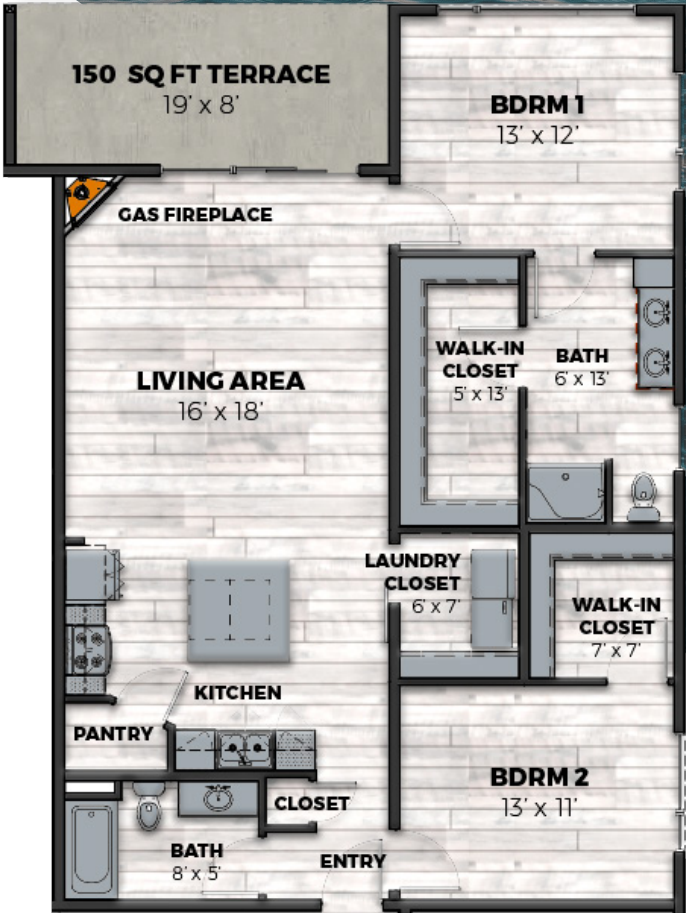 150 SQ FT TERRACE
19' x 8'
BDRM 1
13' x 12'
GAS FIREPLACE
WALK-IN
CLOSET
5' x 13'
BATH
6' x 13'
LIVING AREA
16' x 18'
LAUNDRY
CLOSET
6' x 7'
WALK-IN
CLOSET
7' x 7'
KITCHEN
PANTRY
BDRM 2
13' x 11'
CLOSET
BATH
8' x 5'
ENTRY